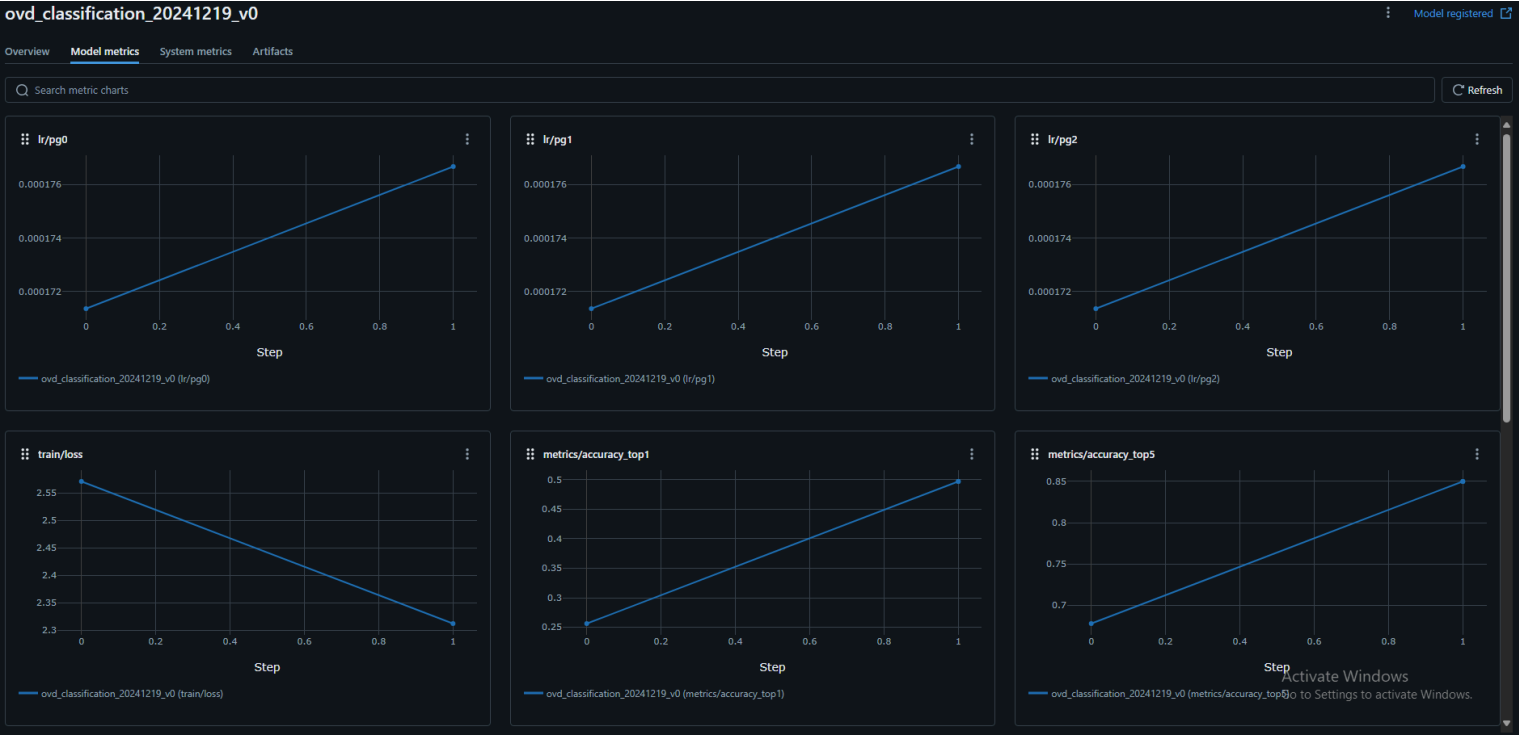 ovd_classification_20241219_v0
Model registered
Overview Model metrics System metrics Artifacts
Search metric charts
Refresh
lr/pg0
0.000176
0.000174
0.000172
0 0.2 0.4 0.6 0.8 1
Step
ovd_classification_20241219_v0 (lr/pg0)
lr/pg1
0.000176
0.000174
0.000172
0 0.2 0.4 0.6 0.8 1
Step
ovd_classification_20241219_v0 (lr/pg1)
lr/pg2
0.000176
0.000174
0.000172
0 0.2 0.4 0.6 0.8 1
Step
ovd_classification_20241219_v0 (lr/pg2)
train/loss
2.55
2.5
2.45
2.4
2.35
2.3
0 0.2 0.4 0.6 0.8 1
Step
ovd_classification_20241219_v0 (train/loss)
metrics/accuracy_top1
0.5
0.45
0.4
0.35
0.3
0.25
0 0.2 0.4 0.6 0.8 1
Step
ovd_classification_20241219_v0 (metrics/accuracy_top1)
metrics/accuracy_top5
0.85
0.8
0.75
0.7
0 0.2 0.4 0.6 0.8 1
Step
ovd_classification_20241219_v0 (metrics/accuracy_top5)
Activate Windows
Go to Settings to activate Windows.